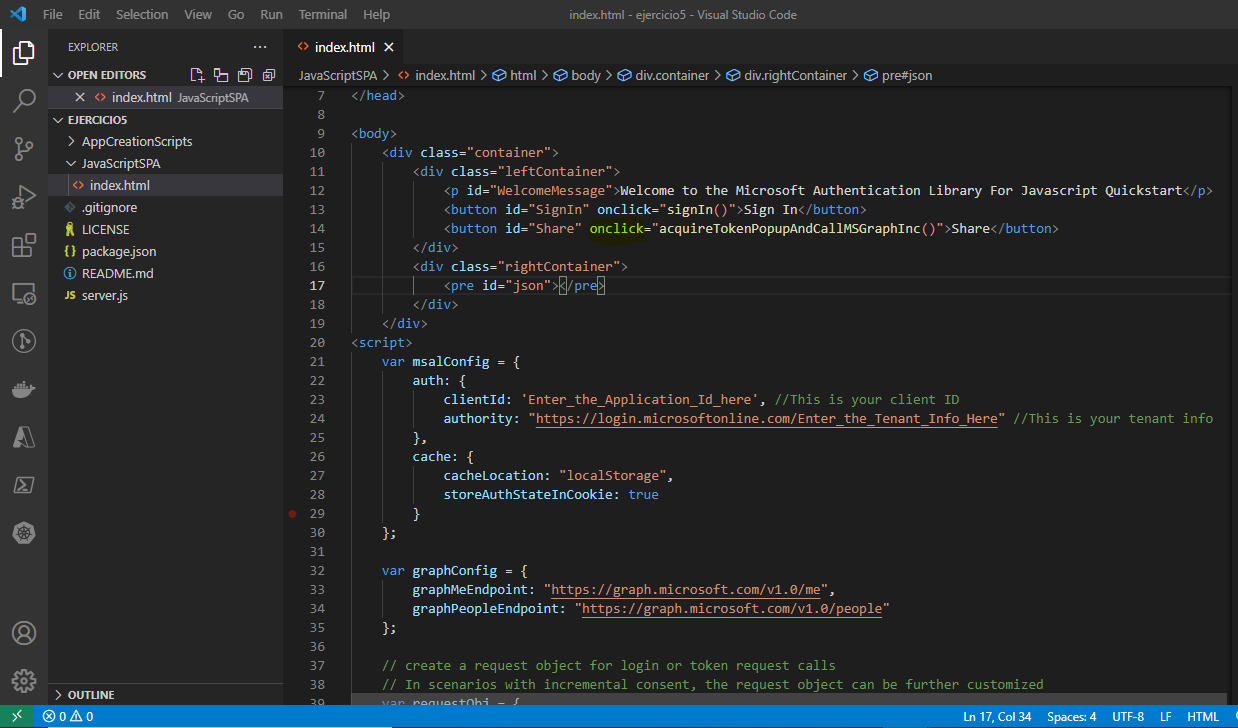 File Edit Selection View Go Run Terminal Help index.html - ejercicio5 - Visual Studio Code
EXPLORER ...
OPEN EDITORS
index.html JavaScriptSPA
EJERCICIO5
AppCreationScripts
JavaScriptSPA
index.html
.gitignore
LICENSE
{} package.json
README.md
JS server.js
OUTLINE
<> index.html
JavaScriptSPA > <> index.html > html > body > div.container > div.rightContainer > pre#json
7 </head>
8
9 <body>
10 <div class="container">
11 <div class="leftContainer">
12 <p id="WelcomeMessage">Welcome to the Microsoft Authentication Library For Javascript Quickstart</p>
13 <button id="SignIn" onclick="signIn()">Sign In</button>
14 <button id="Share" onclick="acquireTokenPopupAndCallMSGraphInc()">Share</button>
15 </div>
16 <div class="rightContainer">
17 <pre id="json"></pre>
18 </div>
19 </div>
20 <script>
21 var msalConfig = {
22 auth: {
23 clientId: 'Enter_the_Application_Id_here', //This is your client ID
24 authority: "https://login.microsoftonline.com/Enter_the_Tenant_Info_Here" //This is your tenant info
25 },
26 cache: {
27 cacheLocation: "localStorage",
28 storeAuthStateInCookie: true
29 }
30 };
31
32 var graphConfig = {
33 graphMeEndpoint: "https://graph.microsoft.com/v1.0/me",
34 graphPeopleEndpoint: "https://graph.microsoft.com/v1.0/people"
35 };
36
37 // create a request object for login or token request calls
38 // In scenarios with incremental consent, the request object can be further customized
39 var requestObj = {
0 0 Ln 17, Col 34 Spaces: 4 UTF-8 LF HTML